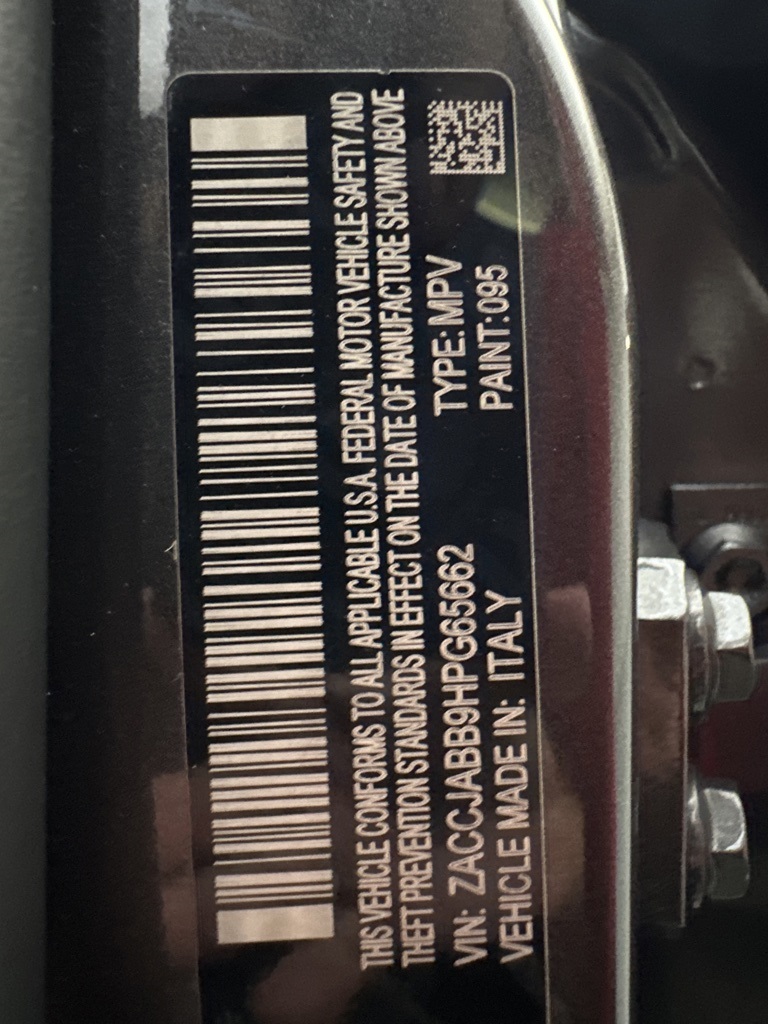 THIS VEHICLE CONFORMS TO ALL APPLICABLE U.S.A. FEDERAL MOTOR VEHICLE SAFETY AND
THEFT PREVENTION STANDARDS IN EFFECT ON THE DATE OF MANUFACTURE SHOWN ABOVE
VIN: ZACCJABB9HPG65662 TYPE: MPV
VEHICLE MADE IN: ITALY PAINT: 095